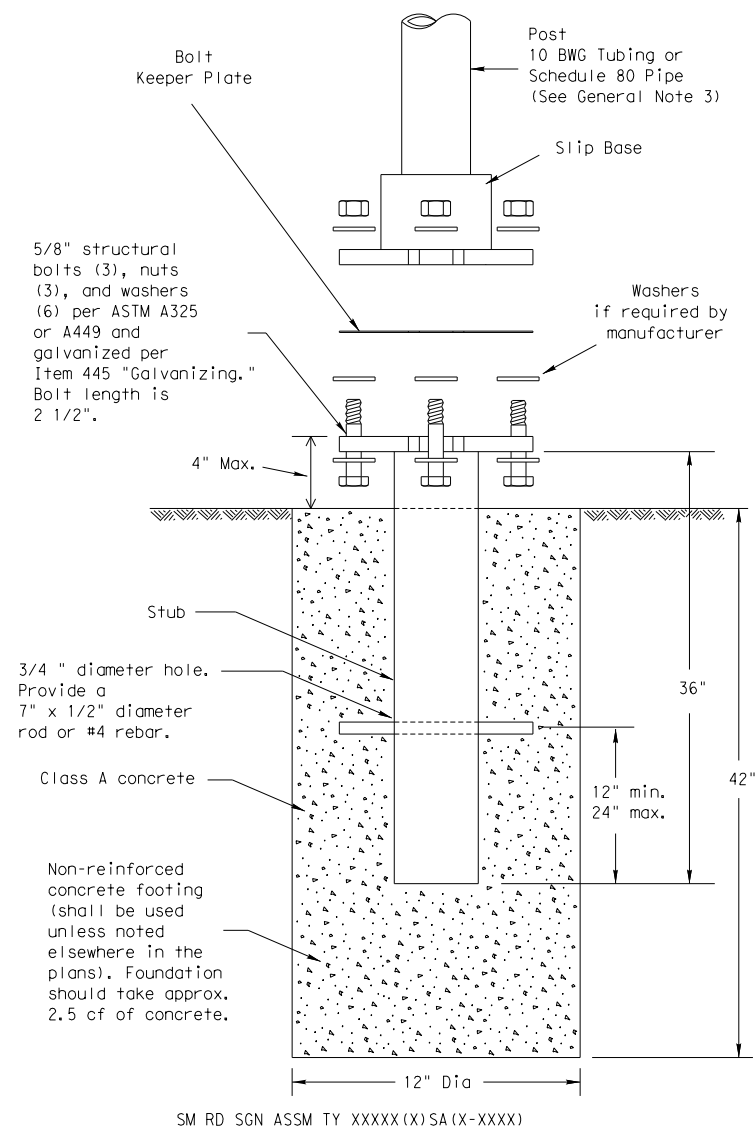 Post
10 BWG Tubing or
Schedule 80 Pipe
(See General Note 3)
Bolt
Keeper Plate
Slip Base
5/8" structural
bolts (3), nuts
(3), and washers
(6) per ASTM A325
or A449 and
galvanized per
Item 445 "Galvanizing."
Bolt length is
2 1/2".
Washers
if required by
manufacturer
4" Max.
Stub
3/4 " diameter hole.
Provide a
7" x 1/2" diameter
rod or #4 rebar.
36"
Class A concrete
12" min.
24" max.
42"
Non-reinforced
concrete footing
(shall be used
unless noted
elsewhere in the
plans). Foundation
should take approx.
2.5 cf of concrete.
12" Dia
SM RD SGN ASSM TY XXXXX(X)SA(X-XXXX)